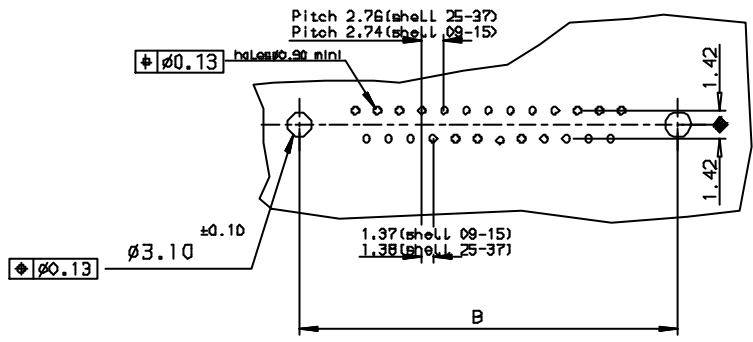 Pitch 2.76(shell 25-37)
Pitch 2.74(shell 09-15)
⌖ ø0.13
holesø0.90 mini
1.42
1.42
±0.10
ø3.10
⌖ ø0.13
1.37(shell 09-15)
1.38(shell 25-37)
B